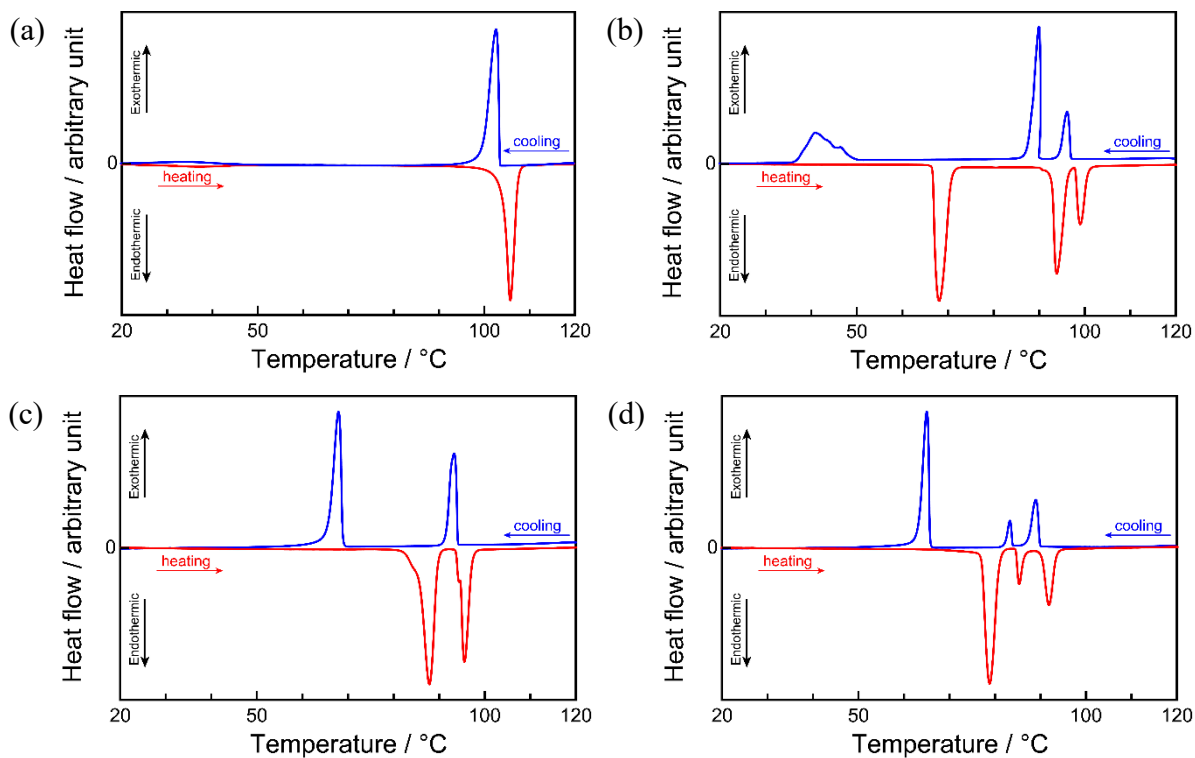 (a)
Heat flow / arbitrary unit
Exothermic
Endothermic
0
cooling
heating
20 50 100 120
Temperature / °C
(b)
Heat flow / arbitrary unit
Exothermic
Endothermic
0
cooling
heating
20 50 100 120
Temperature / °C
(c)
Heat flow / arbitrary unit
Exothermic
Endothermic
0
cooling
heating
20 50 100 120
Temperature / °C
(d)
Heat flow / arbitrary unit
Exothermic
Endothermic
0
cooling
heating
20 50 100 120
Temperature / °C